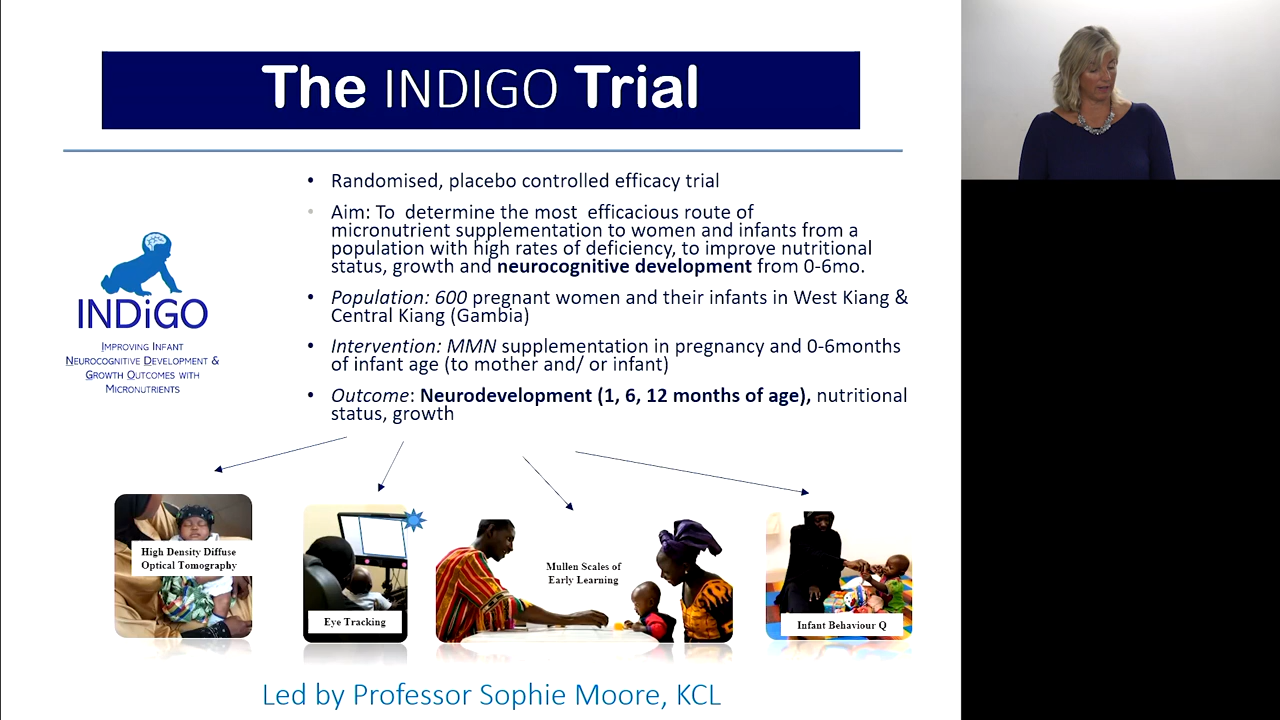 The INDIGO Trial
• Randomised, placebo controlled efficacy trial
• Aim: To determine the most efficacious route of
micronutrient supplementation to women and infants from a
population with high rates of deficiency, to improve nutritional
status, growth and neurocognitive development from 0-6mo.
• Population: 600 pregnant women and their infants in West Kiang &
Central Kiang (Gambia)
• Intervention: MMN supplementation in pregnancy and 0-6months
of infant age (to mother and/ or infant)
• Outcome: Neurodevelopment (1, 6, 12 months of age), nutritional
status, growth
INDiGO
IMPROVING INFANT
NEUROCOGNITIVE DEVELOPMENT &
GROWTH OUTCOMES WITH
MICRONUTRIENTS
High Density Diffuse
Optical Tomography
Eye Tracking
Mullen Scales of
Early Learning
Infant Behaviour Q
Led by Professor Sophie Moore, KCL